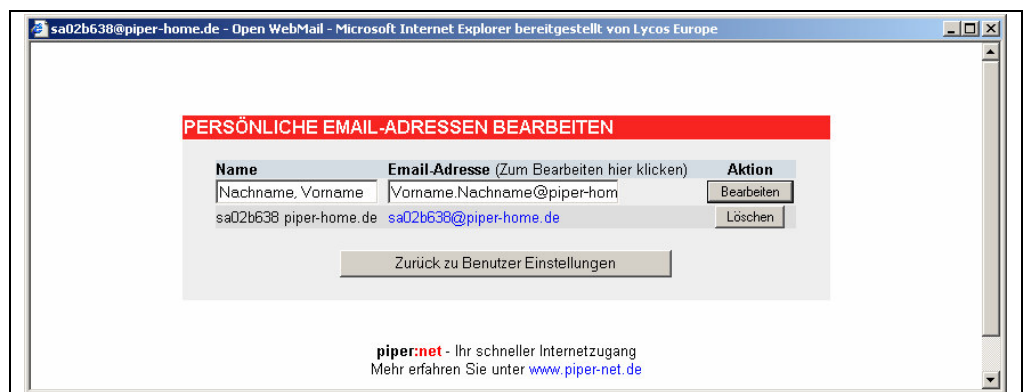 sa02b638@piper-home.de - Open WebMail - Microsoft Internet Explorer bereitgestellt von Lycos Europe
PERSÖNLICHE EMAIL-ADRESSEN BEARBEITEN
Name Email-Adresse (Zum Bearbeiten hier klicken) Aktion
Nachname, Vorname Vorname.Nachname@piper-hom Bearbeiten
sa02b638 piper-home.de sa02b638@piper-home.de Löschen
Zurück zu Benutzer Einstellungen
piper:net - Ihr schneller Internetzugang
Mehr erfahren Sie unter www.piper-net.de